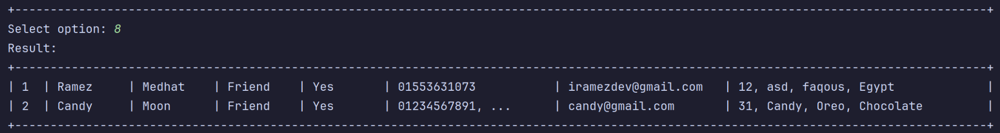 +-----------------------------------------------------------------------------------------------------------------------------------------+
Select option: 8
Result:
+-----------------------------------------------------------------------------------------------------------------------------------------+
| 1  | Ramez     | Medhat    | Friend    | Yes       | 01553631073           | iramezdev@gmail.com   | 12, asd, faqous, Egypt             |
| 2  | Candy     | Moon      | Friend    | Yes       | 01234567891, ...      | candy@gmail.com       | 31, Candy, Oreo, Chocolate         |
+-----------------------------------------------------------------------------------------------------------------------------------------+